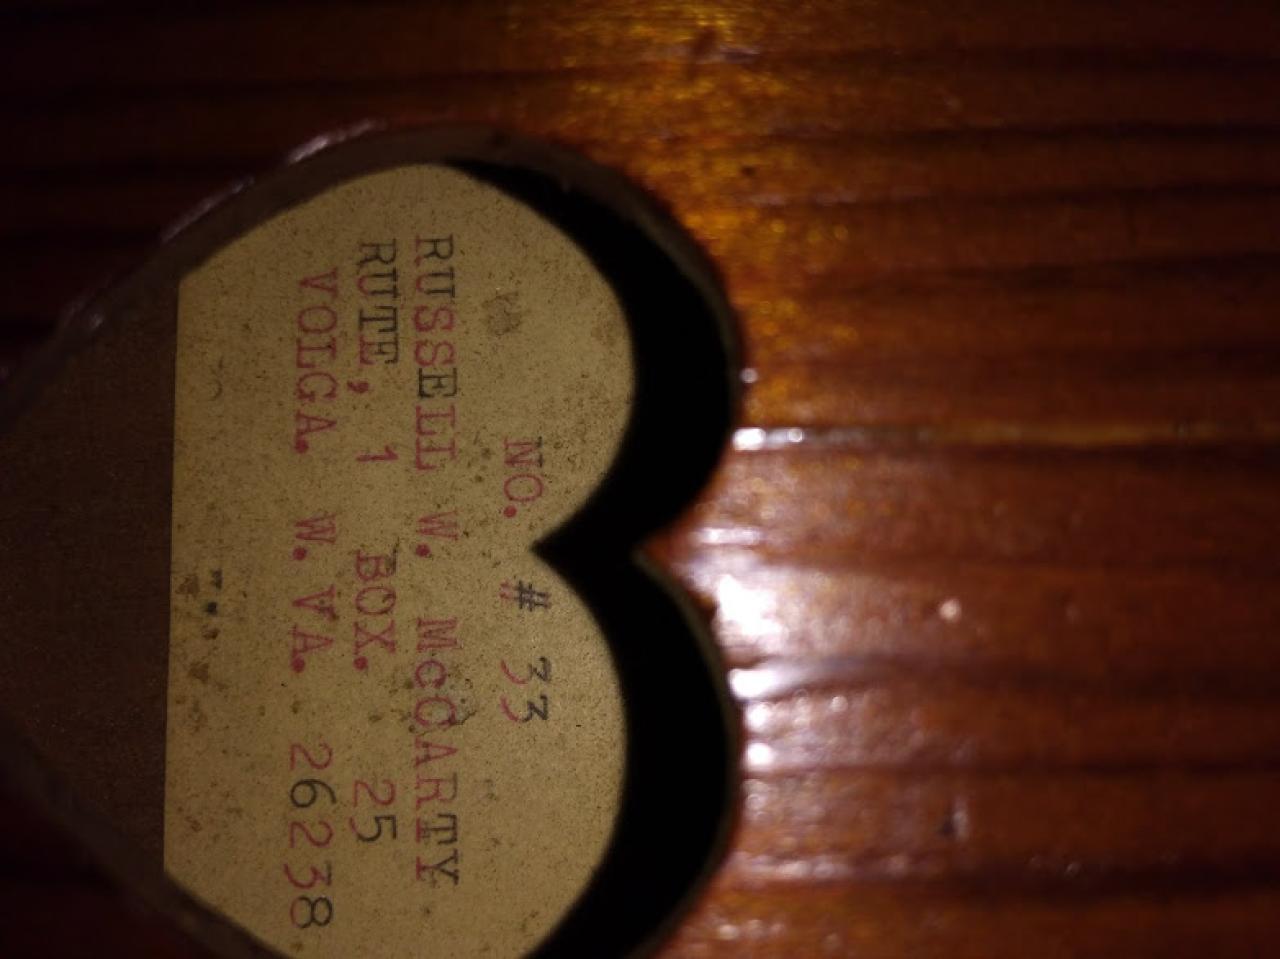 NO. # 33
RUSSELL W. McCARTY
RUTE, 1 BOX. 25
VOLGA. W. VA. 26238